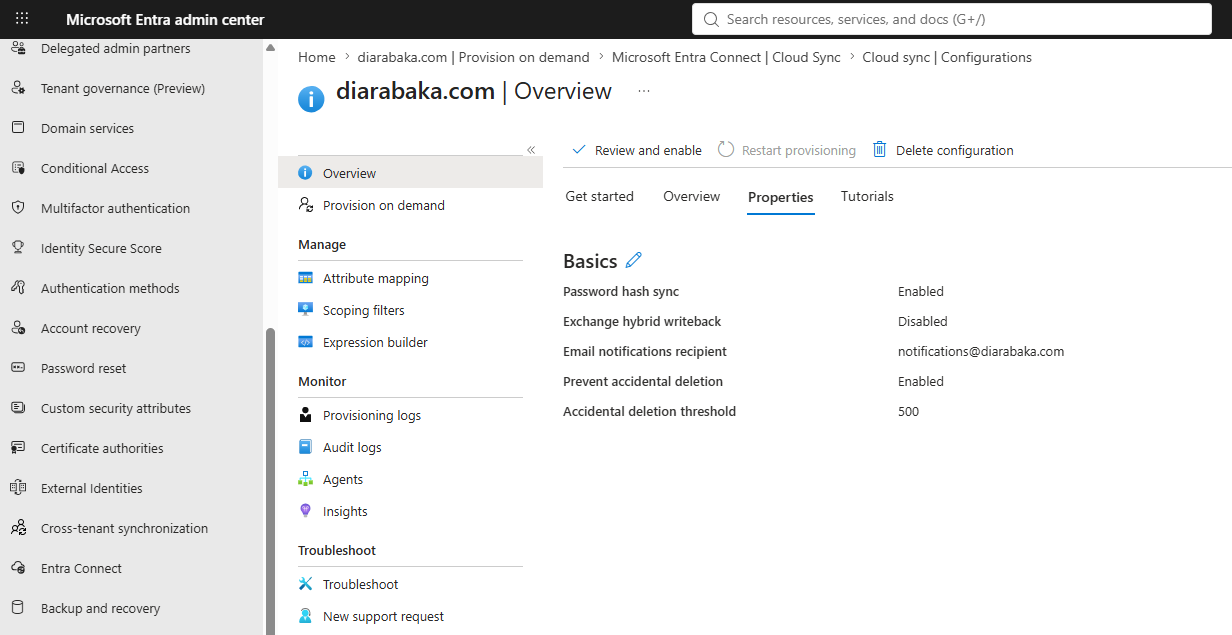 Microsoft Entra admin center
Search resources, services, and docs (G+/)
Delegated admin partners
Tenant governance (Preview)
Domain services
Conditional Access
Multifactor authentication
Identity Secure Score
Authentication methods
Account recovery
Password reset
Custom security attributes
Certificate authorities
External Identities
Cross-tenant synchronization
Entra Connect
Backup and recovery
Home > diarabaka.com | Provision on demand > Microsoft Entra Connect | Cloud Sync > Cloud sync | Configurations
diarabaka.com | Overview ...
«
Overview
Provision on demand
Manage
Attribute mapping
Scoping filters
Expression builder
Monitor
Provisioning logs
Audit logs
Agents
Insights
Troubleshoot
Troubleshoot
New support request
Review and enable Restart provisioning Delete configuration
Get started Overview Properties Tutorials
Basics
Password hash sync Enabled
Exchange hybrid writeback Disabled
Email notifications recipient notifications@diarabaka.com
Prevent accidental deletion Enabled
Accidental deletion threshold 500